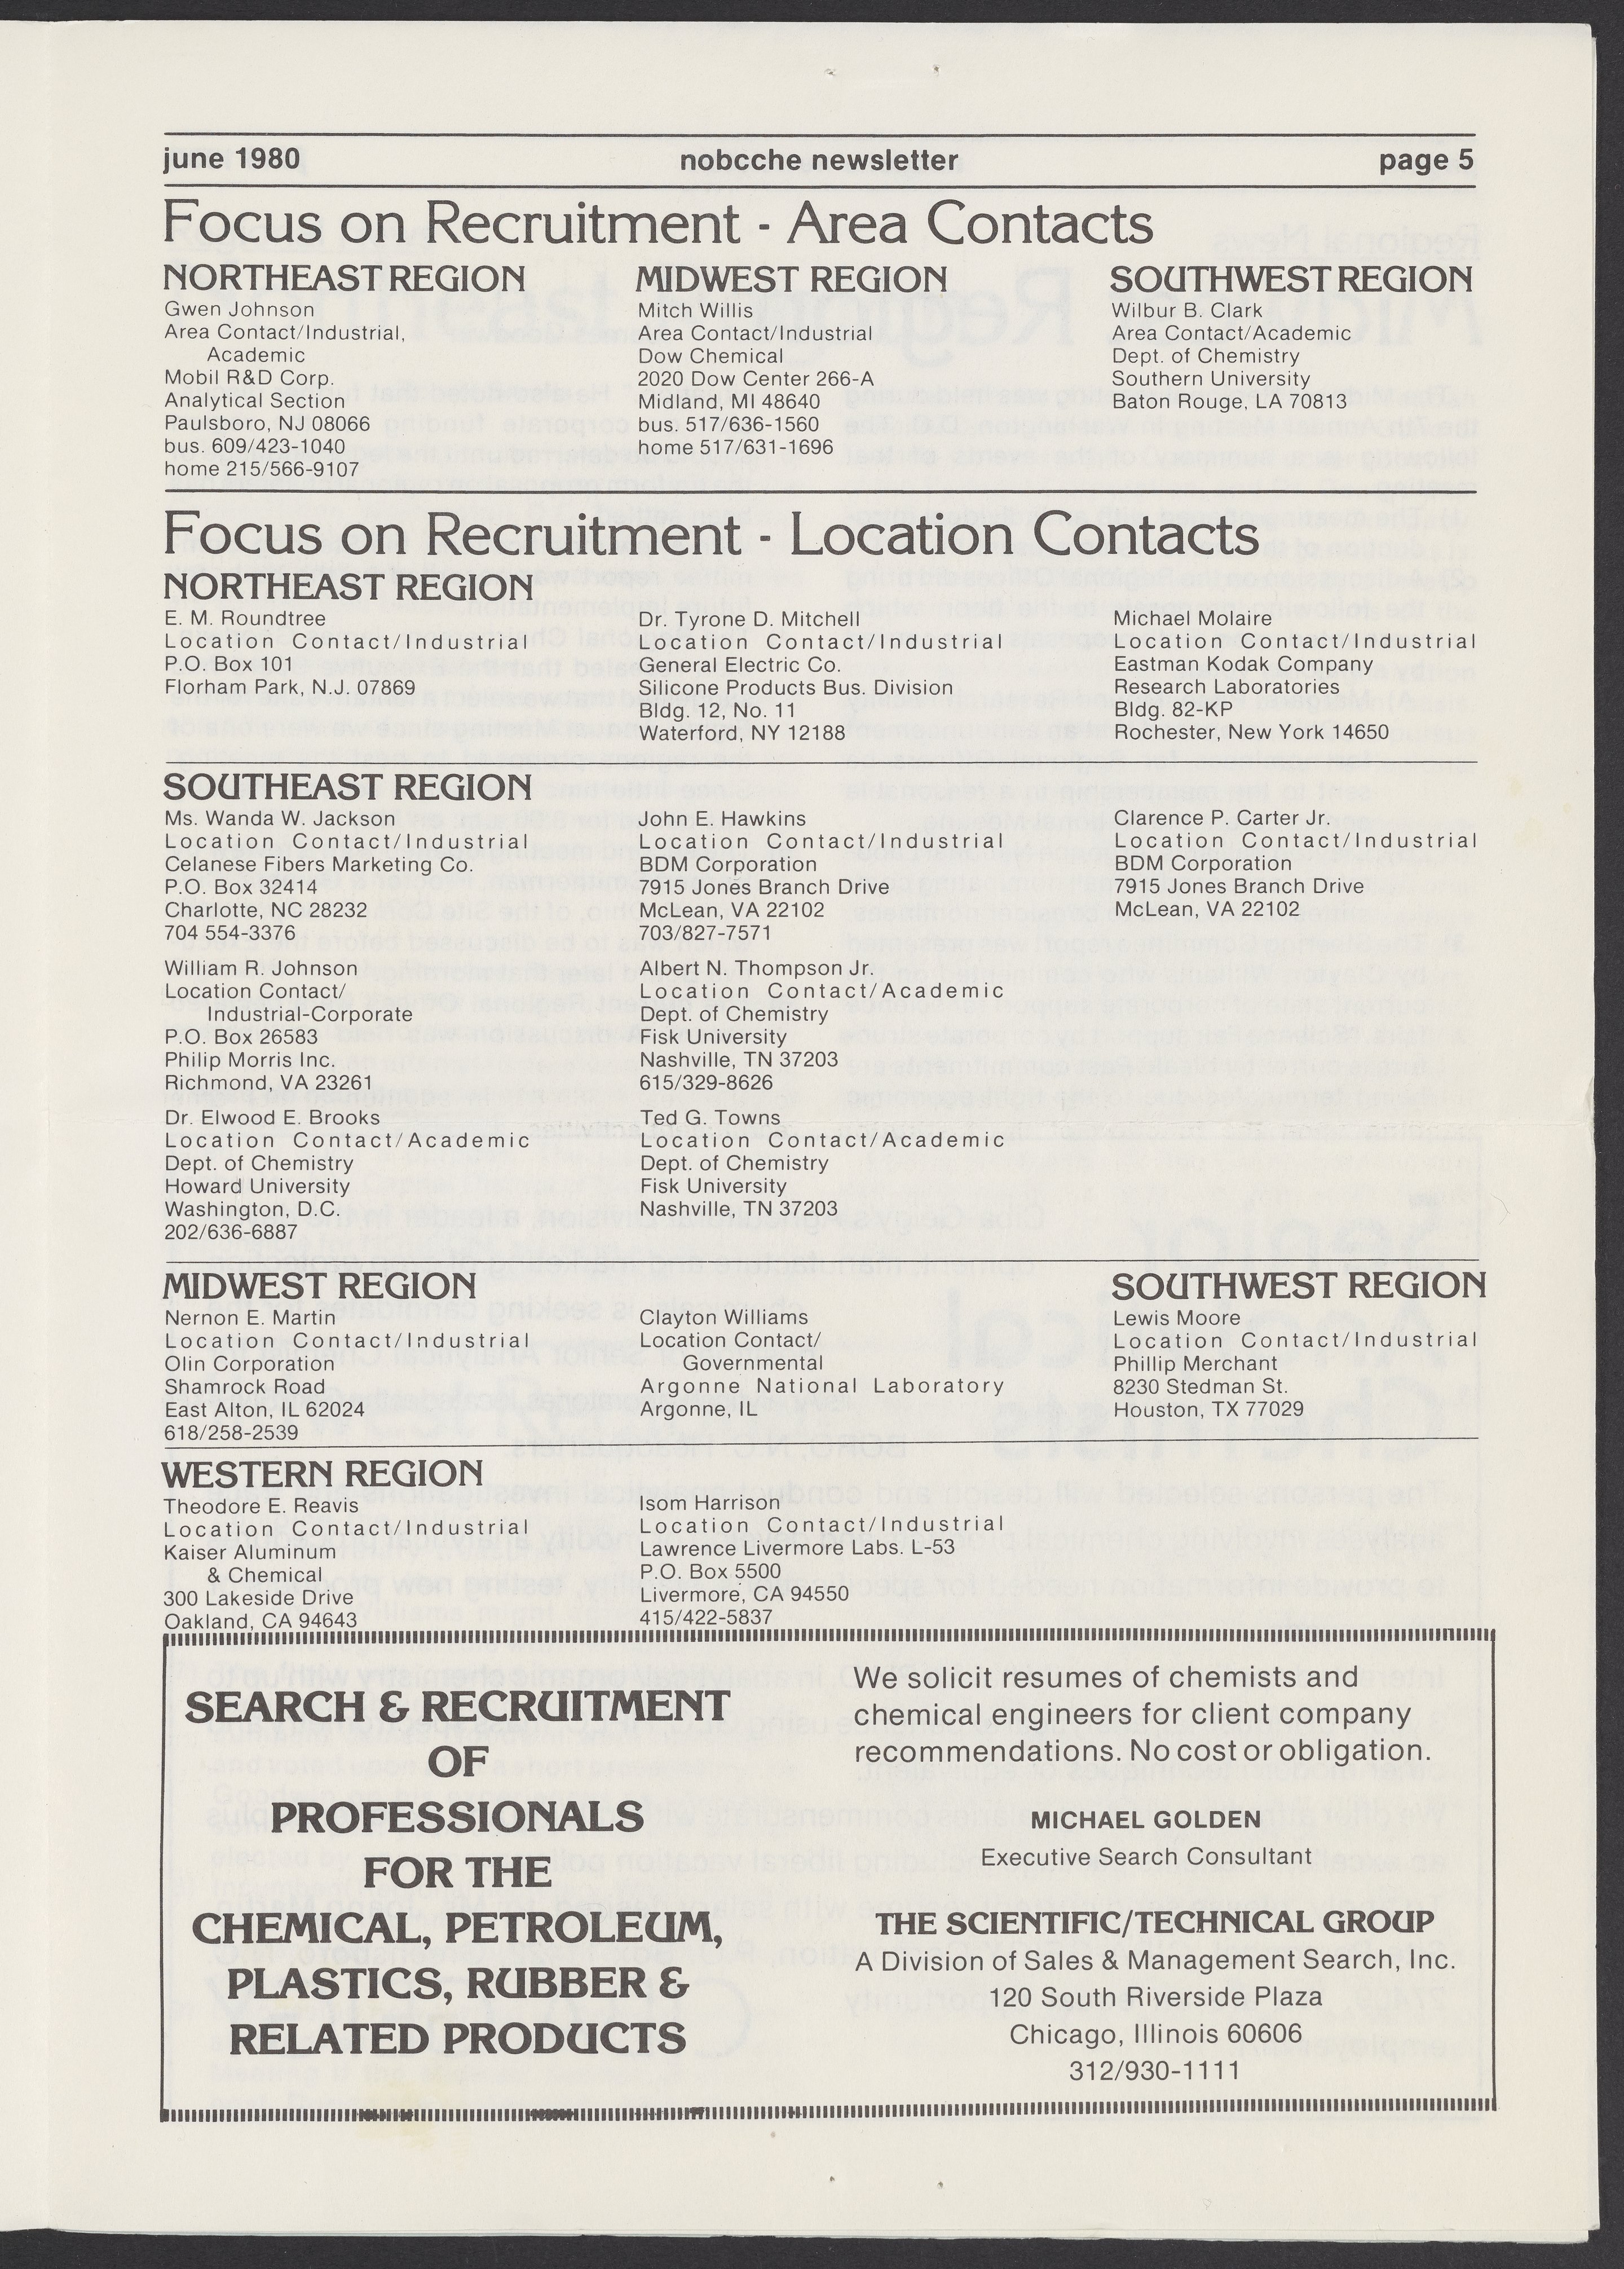 june 1980 nobcche newsletter page 5
Focus on Recruitment - Area Contacts
NORTHEAST REGION
Gwen Johnson
Area Contact/Industrial,
Academic
Mobil R&D Corp.
Analytical Section
Paulsboro, NJ 08066
bus. 609/423-1040
home 215/566-9107
MIDWEST REGION
Mitch Willis
Area Contact/Industrial
Dow Chemical
2020 Dow Center 266-A
Midland, MI 48640
bus. 517/636-1560
home 517/631-1696
SOUTHWEST REGION
Wilbur B. Clark
Area Contact/Academic
Dept. of Chemistry
Southern University
Baton Rouge, LA 70813
Focus on Recruitment - Location Contacts
NORTHEAST REGION
E. M. Roundtree
Location Contact/Industrial
P.O. Box 101
Florham Park, N.J. 07869
Dr. Tyrone D. Mitchell
Location Contact/Industrial
General Electric Co.
Silicone Products Bus. Division
Bldg. 12, No. 11
Waterford, NY 12188
Michael Molaire
Location Contact/Industrial
Eastman Kodak Company
Research Laboratories
Bldg. 82-KP
Rochester, New York 14650
SOUTHEAST REGION
Ms. Wanda W. Jackson
Location Contact/Industrial
Celanese Fibers Marketing Co.
P.O. Box 32414
Charlotte, NC 28232
704 554-3376
John E. Hawkins
Location Contact/Industrial
BDM Corporation
7915 Jones Branch Drive
McLean, VA 22102
703/827-7571
Clarence P. Carter Jr.
Location Contact/Industrial
BDM Corporation
7915 Jones Branch Drive
McLean, VA 22102
William R. Johnson
Location Contact/
Industrial-Corporate
P.O. Box 26583
Philip Morris Inc.
Richmond, VA 23261
Albert N. Thompson Jr.
Location Contact/Academic
Dept. of Chemistry
Fisk University
Nashville, TN 37203
615/329-8626
Dr. Elwood E. Brooks
Location Contact/Academic
Dept. of Chemistry
Howard University
Washington, D.C.
202/636-6887
Ted G. Towns
Location Contact/Academic
Dept. of Chemistry
Fisk University
Nashville, TN 37203
MIDWEST REGION
Nernon E. Martin
Location Contact/Industrial
Olin Corporation
Shamrock Road
East Alton, IL 62024
618/258-2539
Clayton Williams
Location Contact/
Governmental
Argonne National Laboratory
Argonne, IL
SOUTHWEST REGION
Lewis Moore
Location Contact/Industrial
Phillip Merchant
8230 Stedman St.
Houston, TX 77029
WESTERN REGION
Theodore E. Reavis
Location Contact/Industrial
Kaiser Aluminum
& Chemical
300 Lakeside Drive
Oakland, CA 94643
Isom Harrison
Location Contact/Industrial
Lawrence Livermore Labs. L-53
P.O. Box 5500
Livermore, CA 94550
415/422-5837
SEARCH & RECRUITMENT
OF
PROFESSIONALS
FOR THE
CHEMICAL, PETROLEUM,
PLASTICS, RUBBER &
RELATED PRODUCTS
We solicit resumes of chemists and
chemical engineers for client company
recommendations. No cost or obligation.
MICHAEL GOLDEN
Executive Search Consultant
THE SCIENTIFIC/TECHNICAL GROUP
A Division of Sales & Management Search, Inc.
120 South Riverside Plaza
Chicago, Illinois 60606
312/930-1111